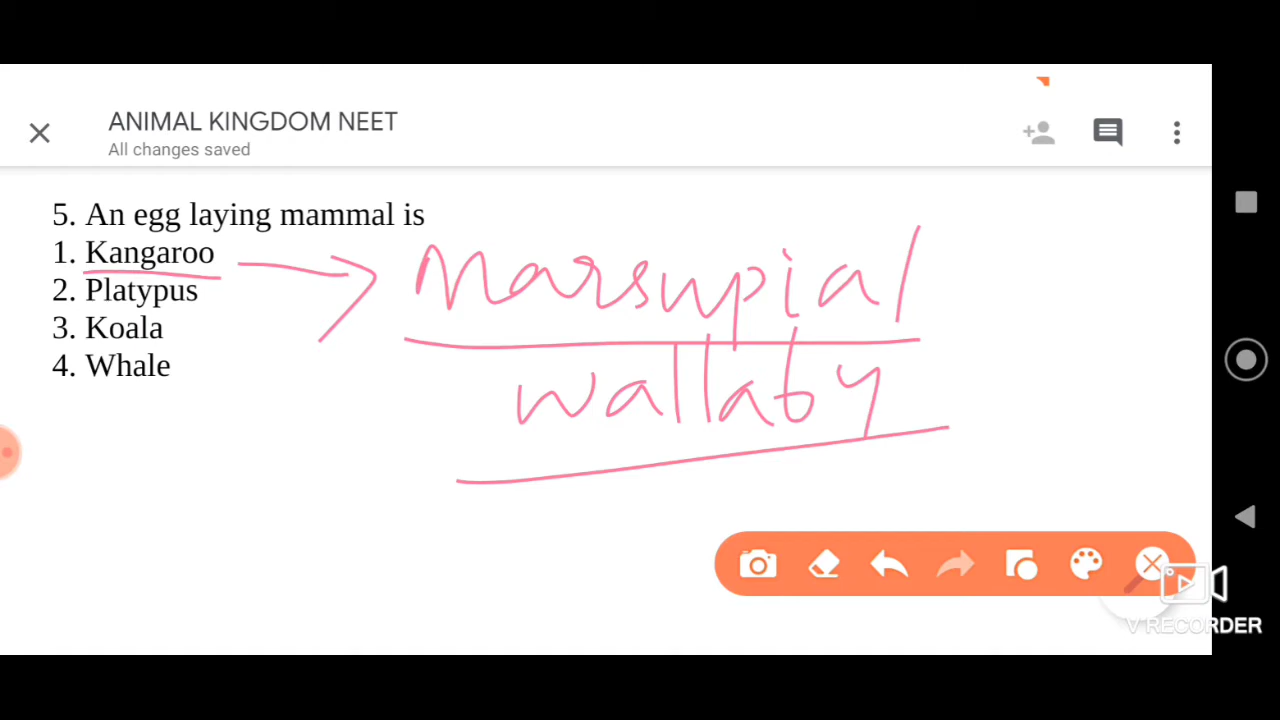 ANIMAL KINGDOM NEET
All changes saved
5. An egg laying mammal is
1. Kangaroo
2. Platypus
3. Koala
4. Whale
Marsupial
wallaby
V RECORDER